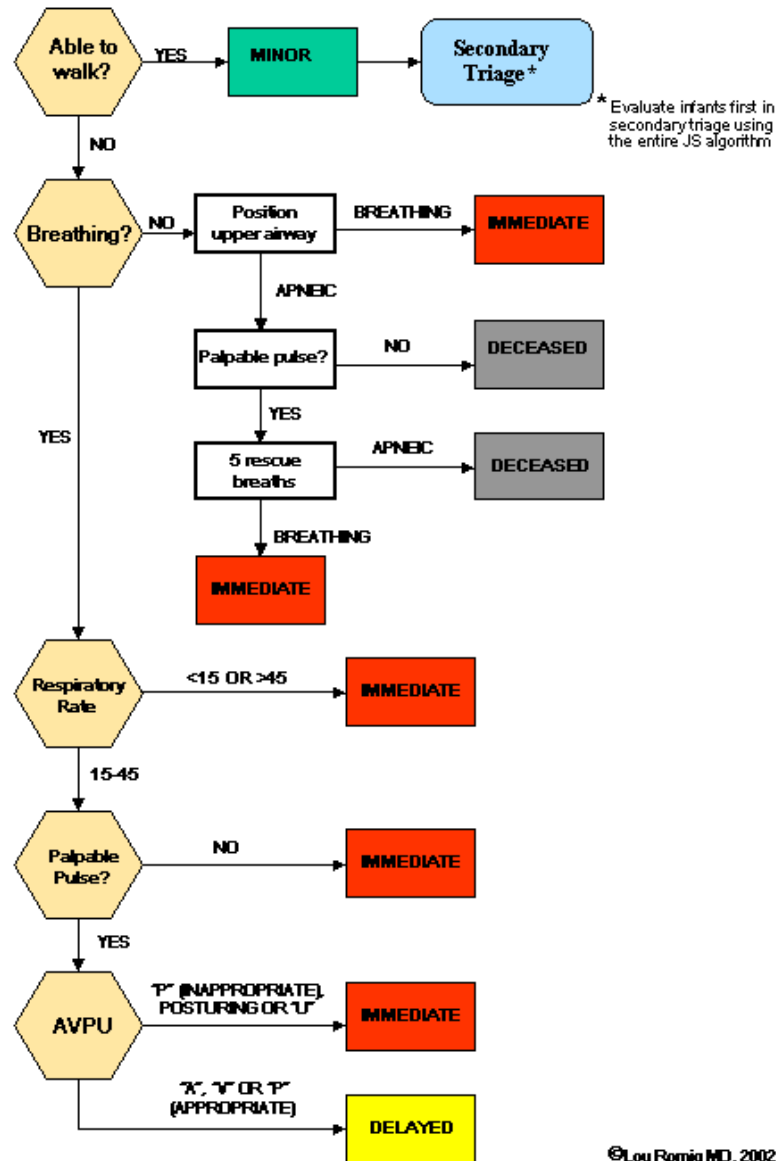 Able to
walk?
YES
MINOR
Secondary
Triage*
* Evaluate infants first in
secondary triage using
the entire JS algorithm
NO
Breathing?
NO
Position
upper airway
BREATHING
IMMEDIATE
APNEIC
Palpable pulse?
NO
DECEASED
YES
YES
5 rescue
breaths
APNEIC
DECEASED
BREATHING
IMMEDIATE
Respiratory
Rate
<15 OR >45
IMMEDIATE
15-45
Palpable
Pulse?
NO
IMMEDIATE
YES
AVPU
"P" (INAPPROPRIATE),
POSTURING OR "U"
IMMEDIATE
"A", "V" OR "P"
(APPROPRIATE)
DELAYED
©Lou Romig MD, 2002